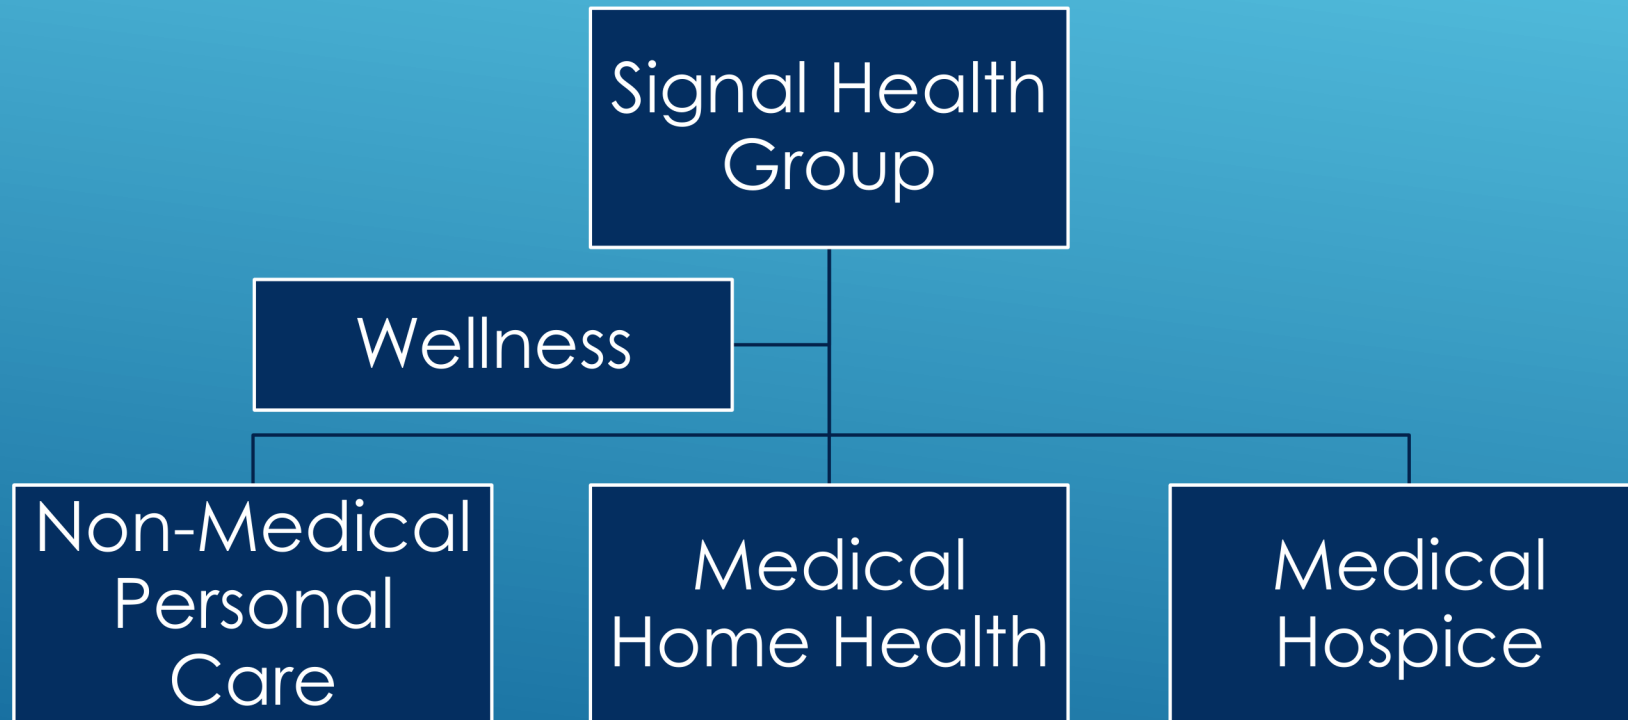 Signal Health
Group
Wellness
Non-Medical
Personal
Care
Medical
Home Health
Medical
Hospice